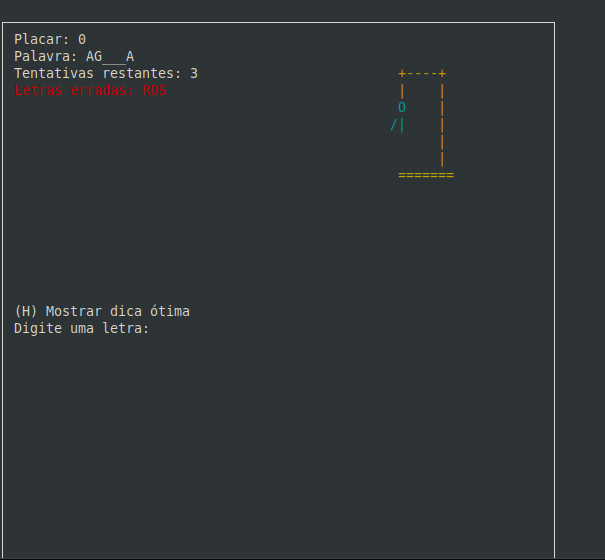 Placar: 0
Palavra: AG___A
Tentativas restantes: 3
Letras erradas: RDS
+----+
|    |
O    |
/|    |
|
|
=======
(H) Mostrar dica ótima
Digite uma letra: